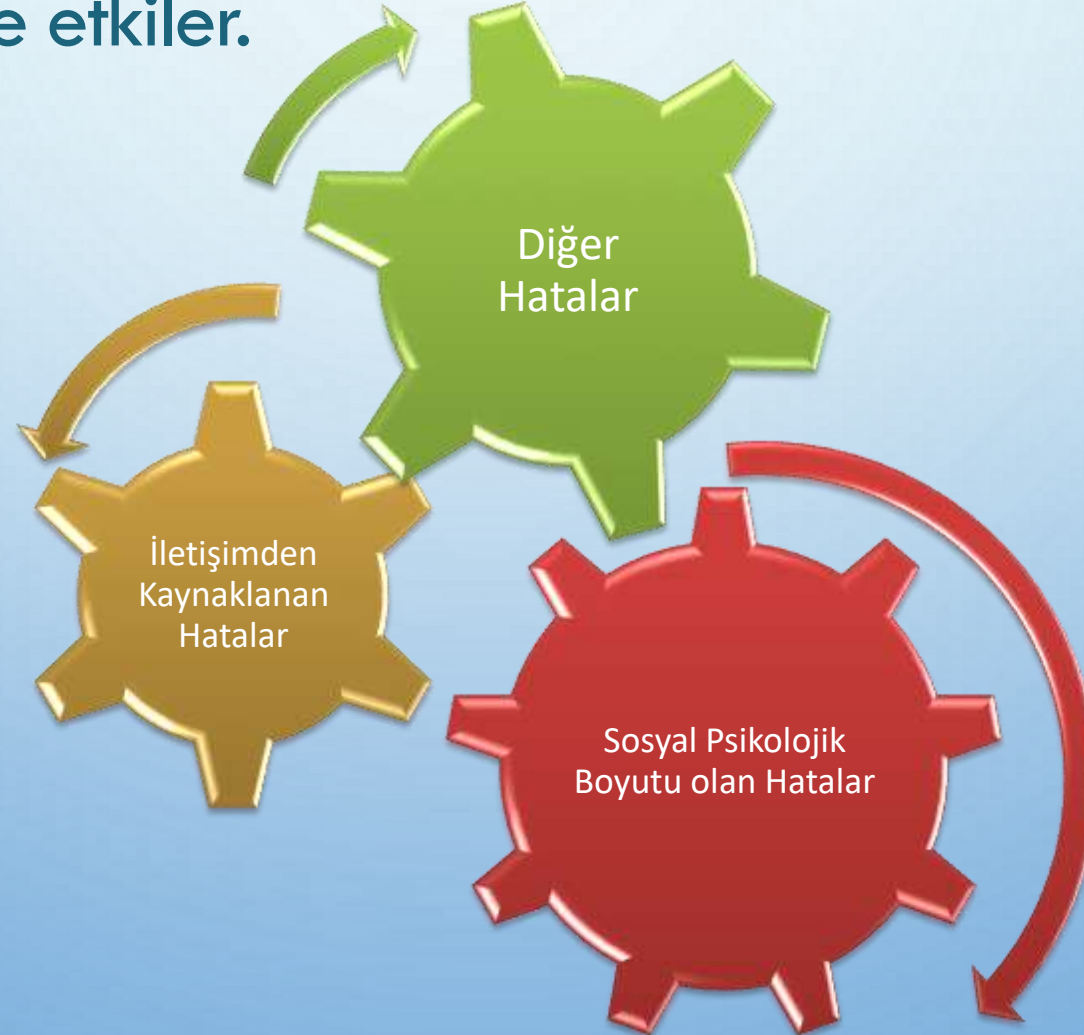 e etkiler.
Diğer
Hatalar
İletişimden
Kaynaklanan
Hatalar
Sosyal Psikolojik
Boyutu olan Hatalar